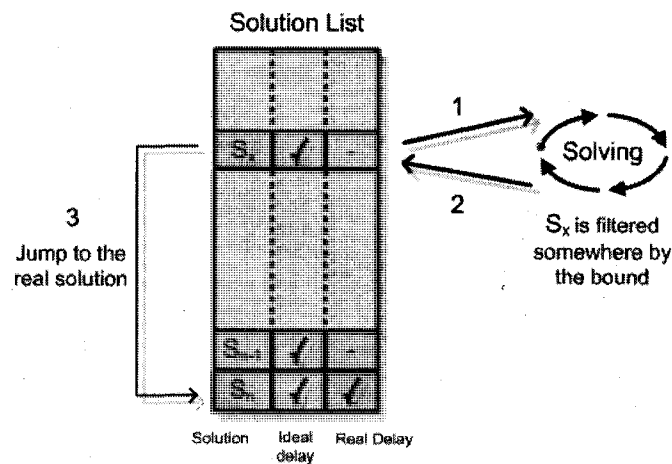 Solution List
1
Sₓ ✓ -
Solving
2
3
Jump to the
real solution
Sₓ is filtered
somewhere by
the bound
✓ -
✓ ✓
Solution Ideal Real Delay
delay